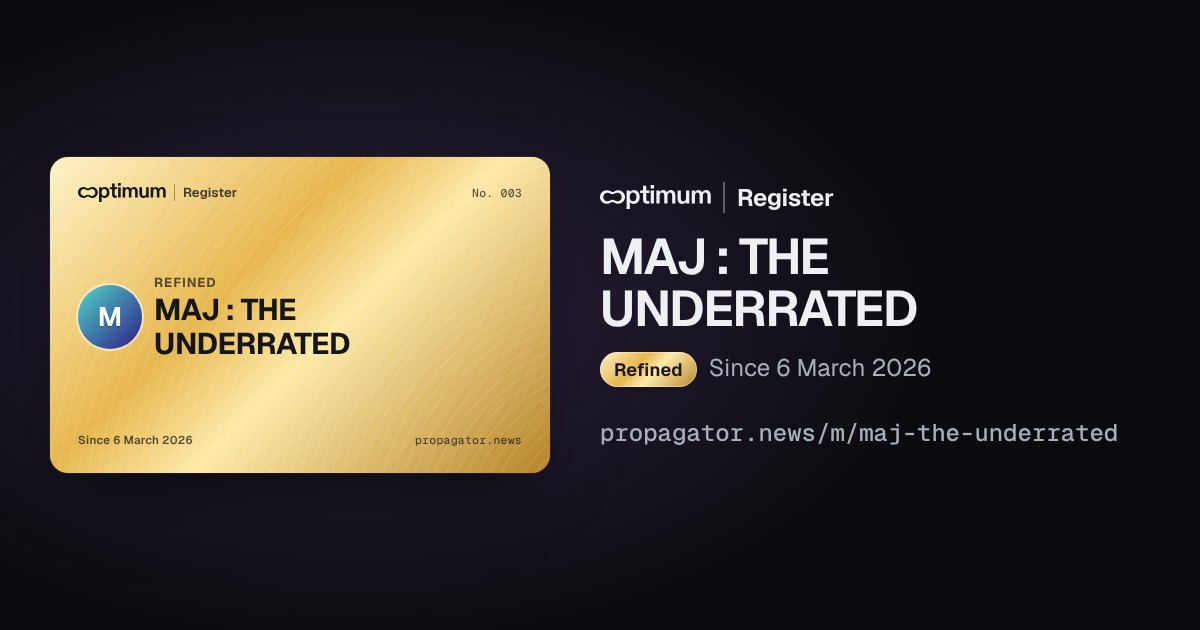 optimum | Register
No. 003
REFINED
M
MAJ : THE
UNDERRATED
Since 6 March 2026
propagator.news
optimum | Register
MAJ : THE
UNDERRATED
Refined
Since 6 March 2026
propagator.news/m/maj-the-underrated